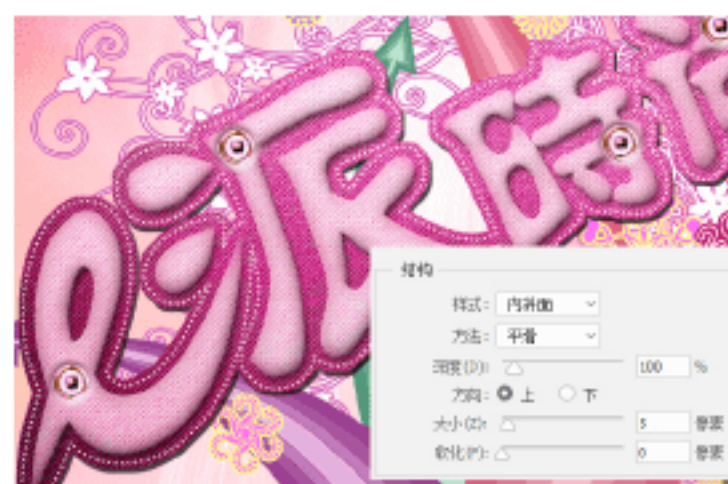 派時
结构
样式: 内斜面
方法: 平滑
深度(D): 100 %
方向: 上 下
大小(Z): 5 像素
软化(F): 0 像素